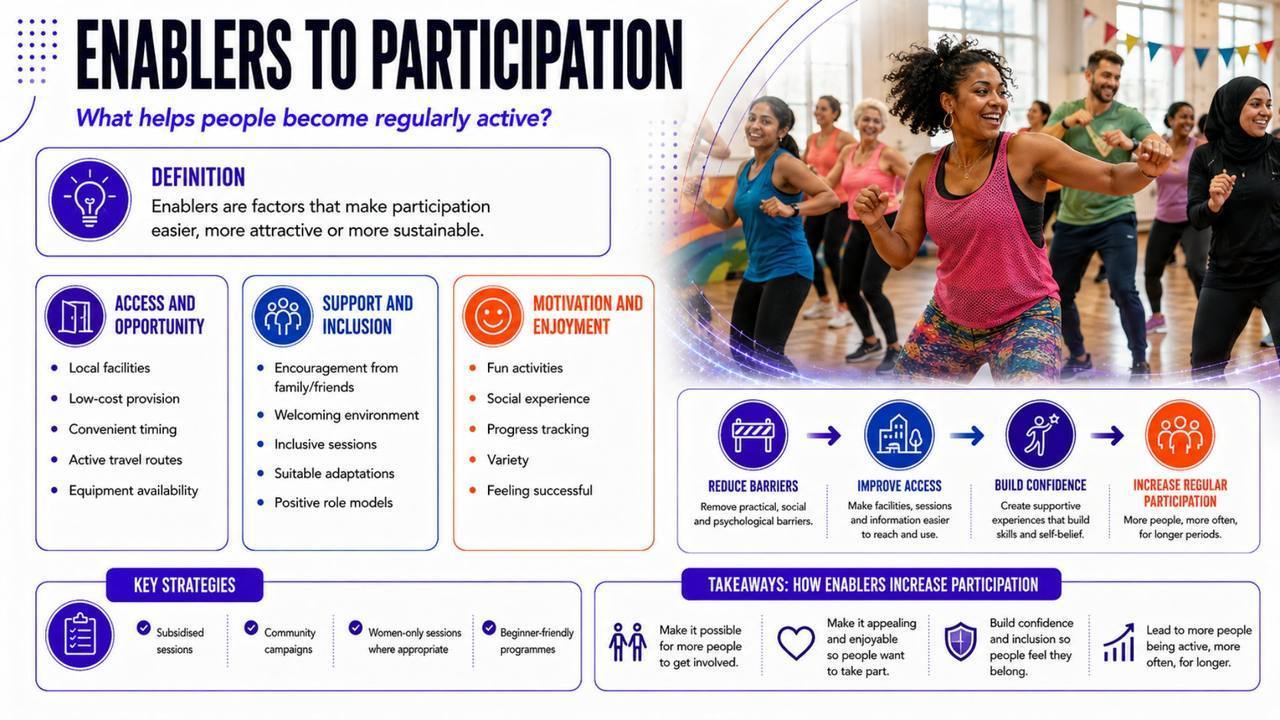 ENABLERS TO PARTICIPATION
What helps people become regularly active?
DEFINITION
Enablers are factors that make participation
easier, more attractive or more sustainable.
ACCESS AND
OPPORTUNITY
Local facilities
Low-cost provision
Convenient timing
Active travel routes
Equipment availability
SUPPORT AND
INCLUSION
Encouragement from
family/friends
Welcoming environment
Inclusive sessions
Suitable adaptations
Positive role models
MOTIVATION AND
ENJOYMENT
Fun activities
Social experience
Progress tracking
Variety
Feeling successful
REDUCE BARRIERS
Remove practical, social
and psychological barriers.
IMPROVE ACCESS
Make facilities, sessions
and information easier
to reach and use.
BUILD CONFIDENCE
Create supportive
experiences that build
skills and self-belief.
INCREASE REGULAR
PARTICIPATION
More people, more often,
for longer periods.
KEY STRATEGIES
Subsidised
sessions
Community
campaigns
Women-only sessions
where appropriate
Beginner-friendly
programmes
TAKEAWAYS: HOW ENABLERS INCREASE PARTICIPATION
Make it possible
for more people
to get involved.
Make it appealing
and enjoyable
so people want
to take part.
Build confidence
and inclusion so
people feel they
belong.
Lead to more people
being active, more
often, for longer.